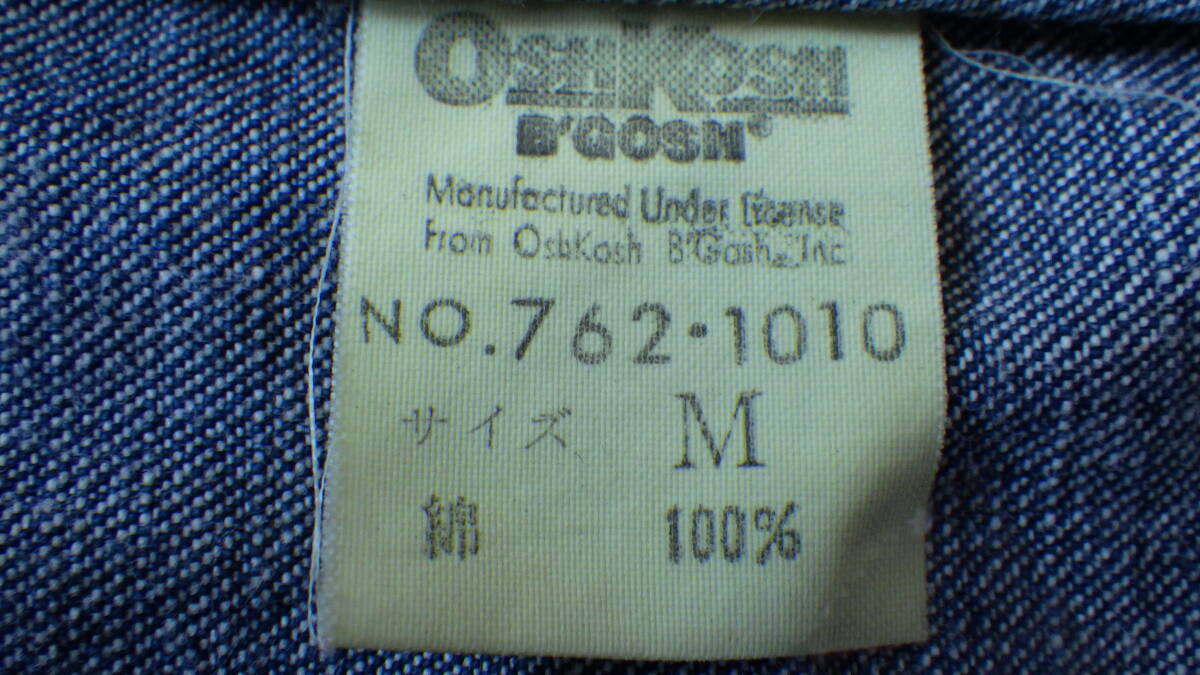 OSHKOSH
B'GOSH®
Manufactured Under License
From OshKosh B'Gosh, Inc
NO.762・1010
サイズ M
綿 100%